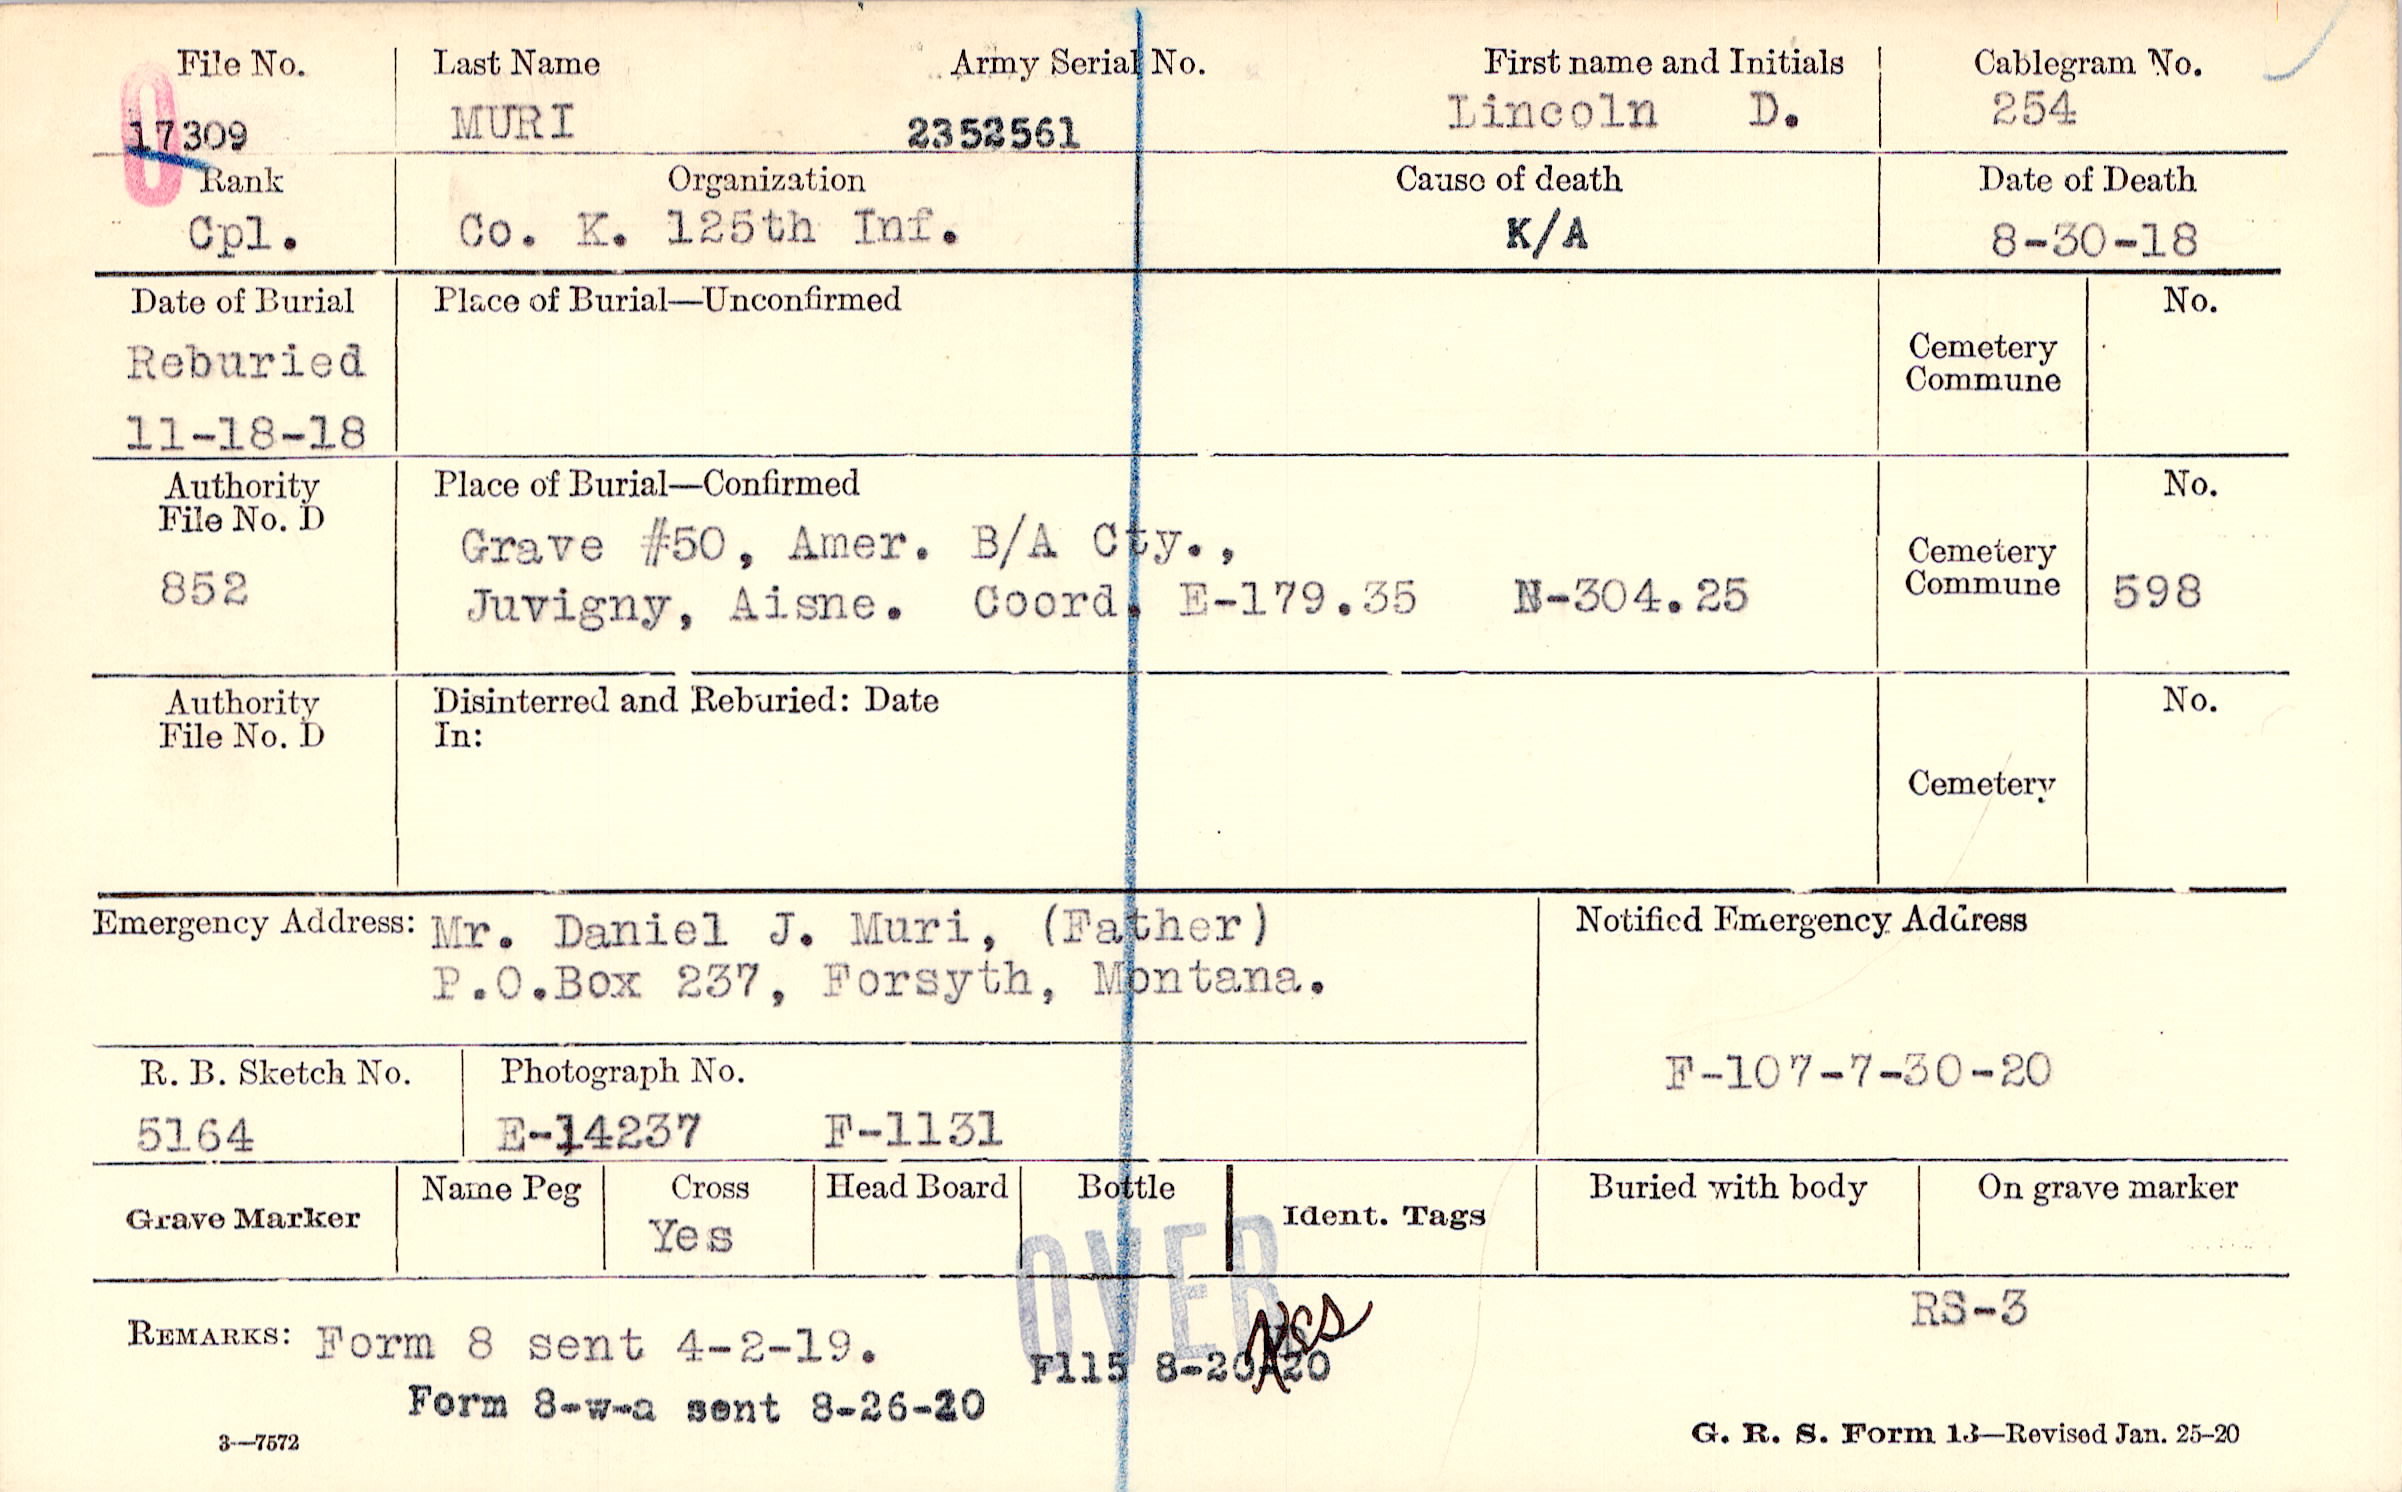 File No. Last Name Army Serial No. First name and Initials Cablegram No.
17309 MURI 2352561 Lincoln D. 254
Rank Organization Cause of death Date of Death
Cpl. Co. K. 125th Inf. K/A 8-30-18
Date of Burial Place of Burial—Unconfirmed No.
Reburied Cemetery
Commune
11-18-18
Authority Place of Burial—Confirmed No.
File No. D
Grave #50, Amer. B/A Cty., Cemetery
852 Juvigny, Aisne. Coord. E-179.35 N-304.25 Commune 598
Authority Disinterred and Reburied: Date No.
File No. D In:
Cemetery
Emergency Address: Mr. Daniel J. Muri, (Father) Notified Emergency Address
P.O.Box 237, Forsyth, Montana.
R. B. Sketch No. Photograph No. F-107-7-30-20
5164 E-14237 F-1131
Grave Marker Name Peg Cross Head Board Bottle Ident. Tags Buried with body On grave marker
Yes
OVER
RS-3
REMARKS: Form 8 sent 4-2-19.
F115 8-20-20
Form 8-w-a sent 8-26-20
3—7572 G. R. S. Form 13—Revised Jan. 25-20